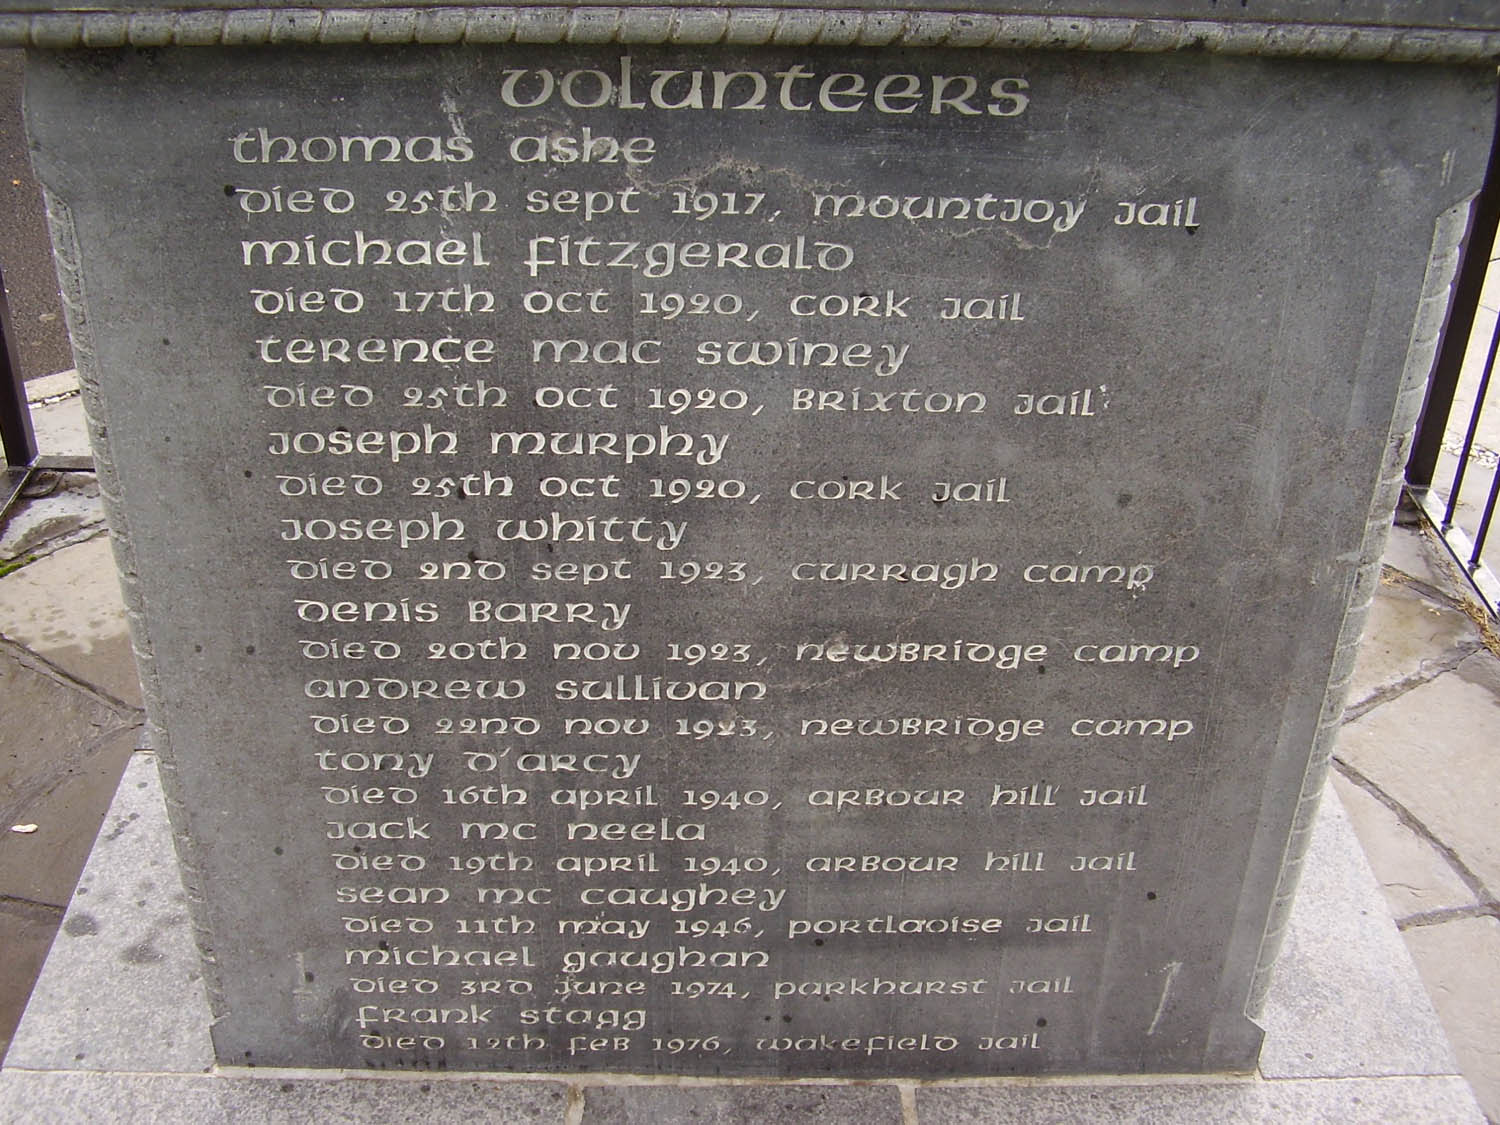 volunteers
thomas ashe
died 25th sept 1917, mountjoy jail
michael fitzgerald
died 17th oct 1920, cork jail
terence mac swiney
died 25th oct 1920, brixton jail
joseph murphy
died 25th oct 1920, cork jail
joseph whitty
died 2nd sept 1923, curragh camp
denis barry
died 20th nov 1923, newbridge camp
andrew sullivan
died 22nd nov 1923, newbridge camp
tony d'arcy
died 16th april 1940, arbour hill jail
jack mc neela
died 19th april 1940, arbour hill jail
sean mc caughey
died 11th may 1946, portlaoise jail
michael gaughan
died 3rd june 1974, parkhurst jail
frank stagg
died 12th feb 1976, wakefield jail